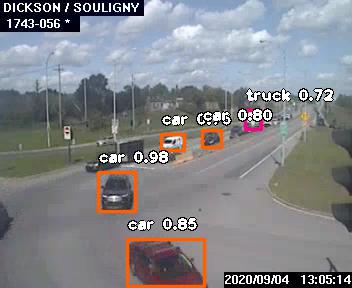 DICKSON / SOULIGNY
1743-056 *
truck 0.72
car 0.80
car 0.98
car 0.85
2020/09/04 13:05:14